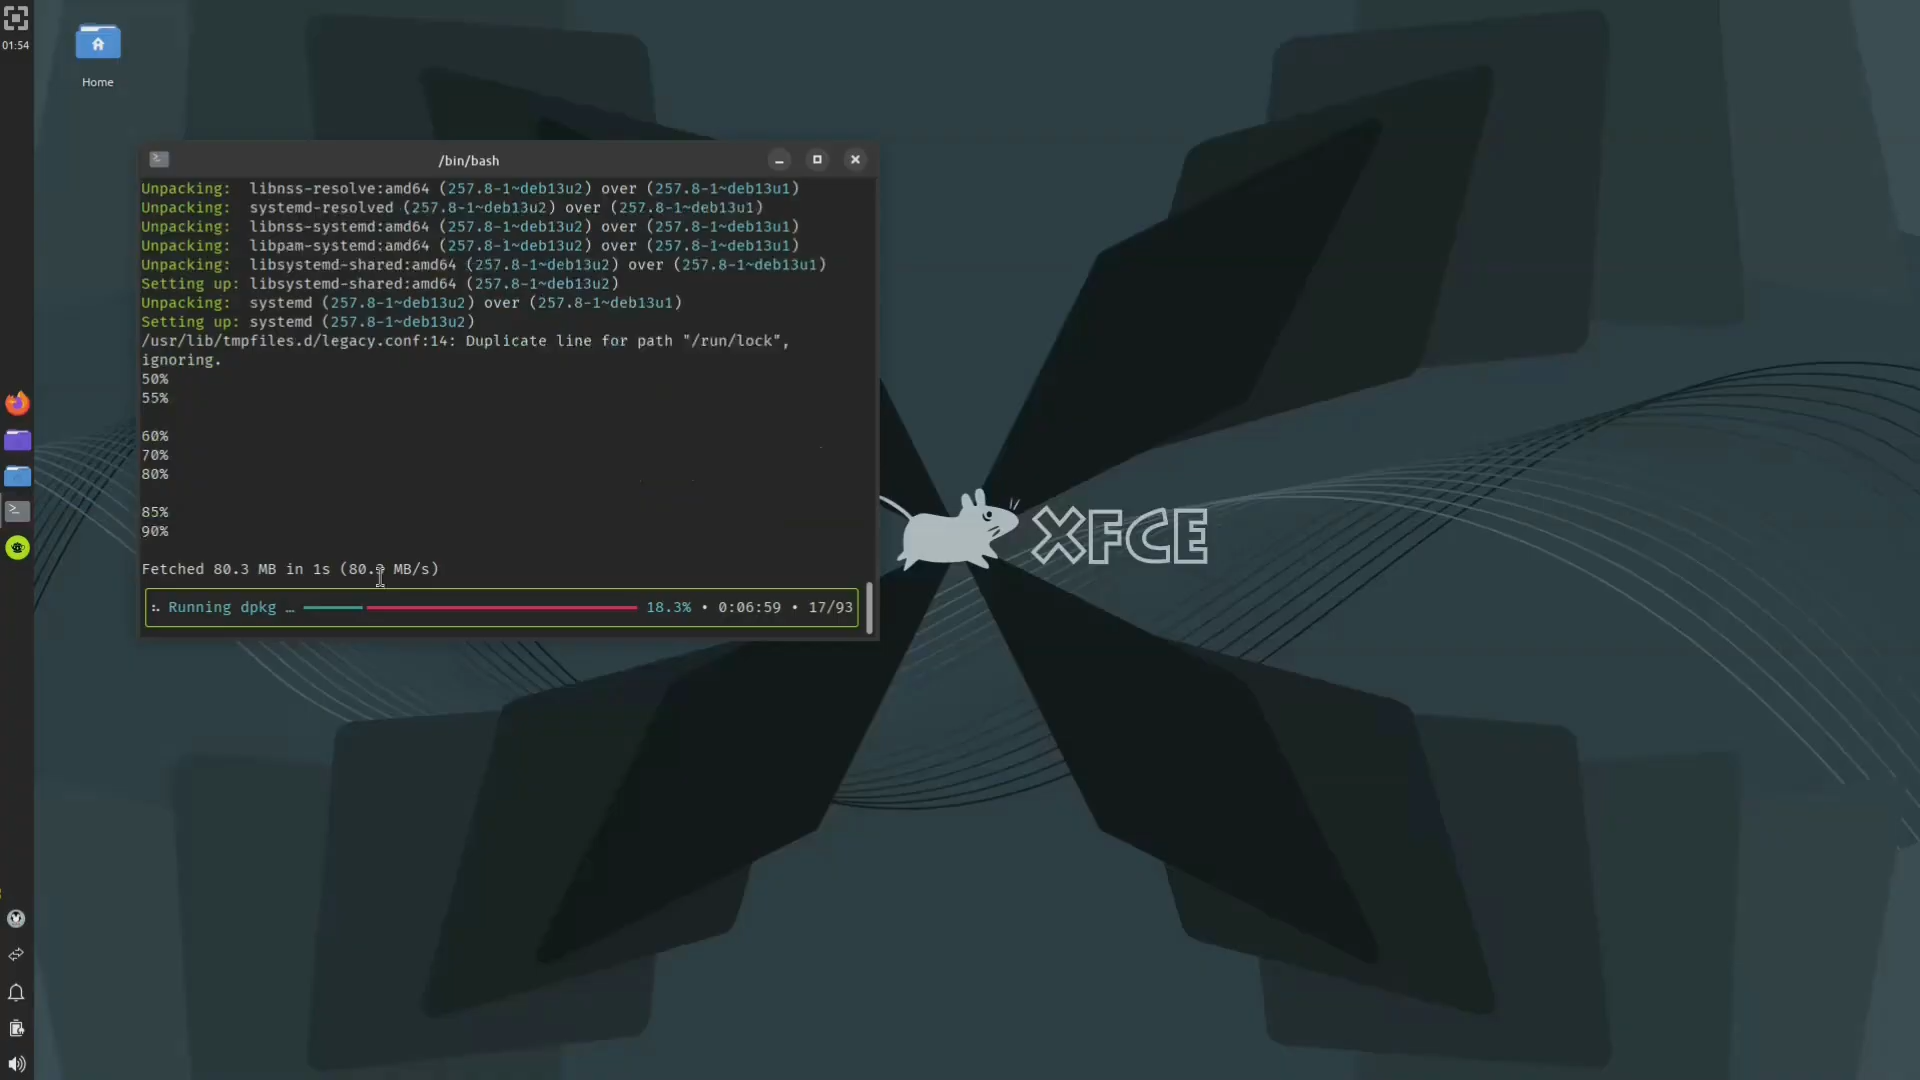 01:54
Home
/bin/bash
Unpacking: libnss-resolve:amd64 (257.8-1~deb13u2) over (257.8-1~deb13u1)
Unpacking: systemd-resolved (257.8-1~deb13u2) over (257.8-1~deb13u1)
Unpacking: libnss-systemd:amd64 (257.8-1~deb13u2) over (257.8-1~deb13u1)
Unpacking: libpam-systemd:amd64 (257.8-1~deb13u2) over (257.8-1~deb13u1)
Unpacking: libsystemd-shared:amd64 (257.8-1~deb13u2) over (257.8-1~deb13u1)
Setting up: libsystemd-shared:amd64 (257.8-1~deb13u2)
Unpacking: systemd (257.8-1~deb13u2) over (257.8-1~deb13u1)
Setting up: systemd (257.8-1~deb13u2)
/usr/lib/tmpfiles.d/legacy.conf:14: Duplicate line for path "/run/lock",
ignoring.
50%
55%
60%
70%
80%
85%
90%
Fetched 80.3 MB in 1s (80. MB/s)
Running dpkg … 18.3% • 0:06:59 • 17/93
XFCE